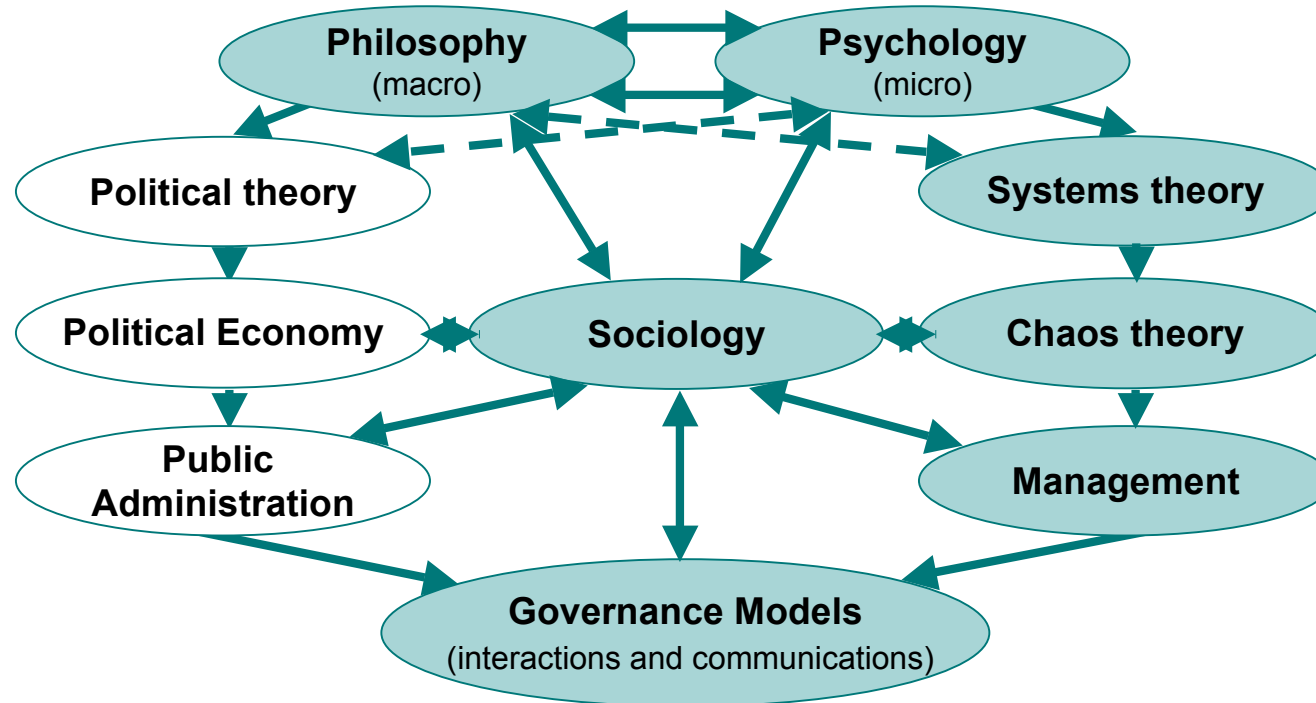 Philosophy
(macro)
Psychology
(micro)
Political theory
Systems theory
Political Economy
Sociology
Chaos theory
Public
Administration
Management
Governance Models
(interactions and communications)